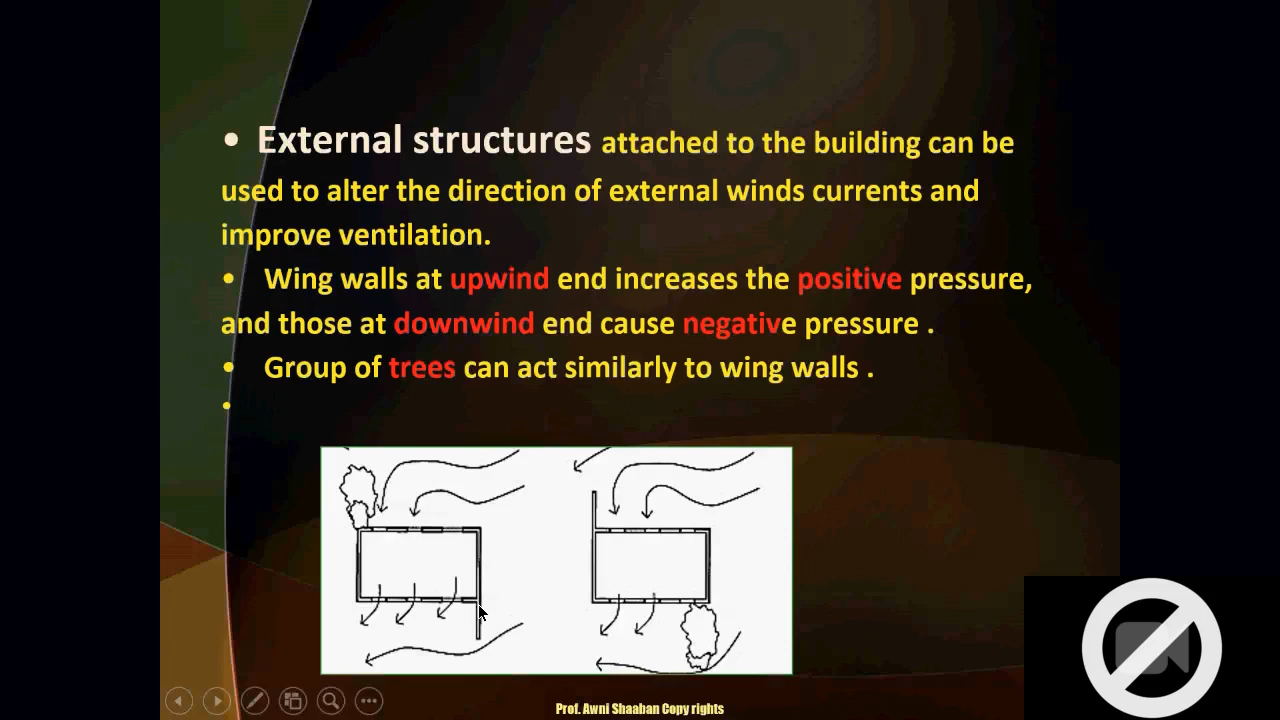 • External structures attached to the building can be
used to alter the direction of external winds currents and
improve ventilation.
• Wing walls at upwind end increases the positive pressure,
and those at downwind end cause negative pressure .
• Group of trees can act similarly to wing walls .
•
Prof. Awni Shaaban Copy rights